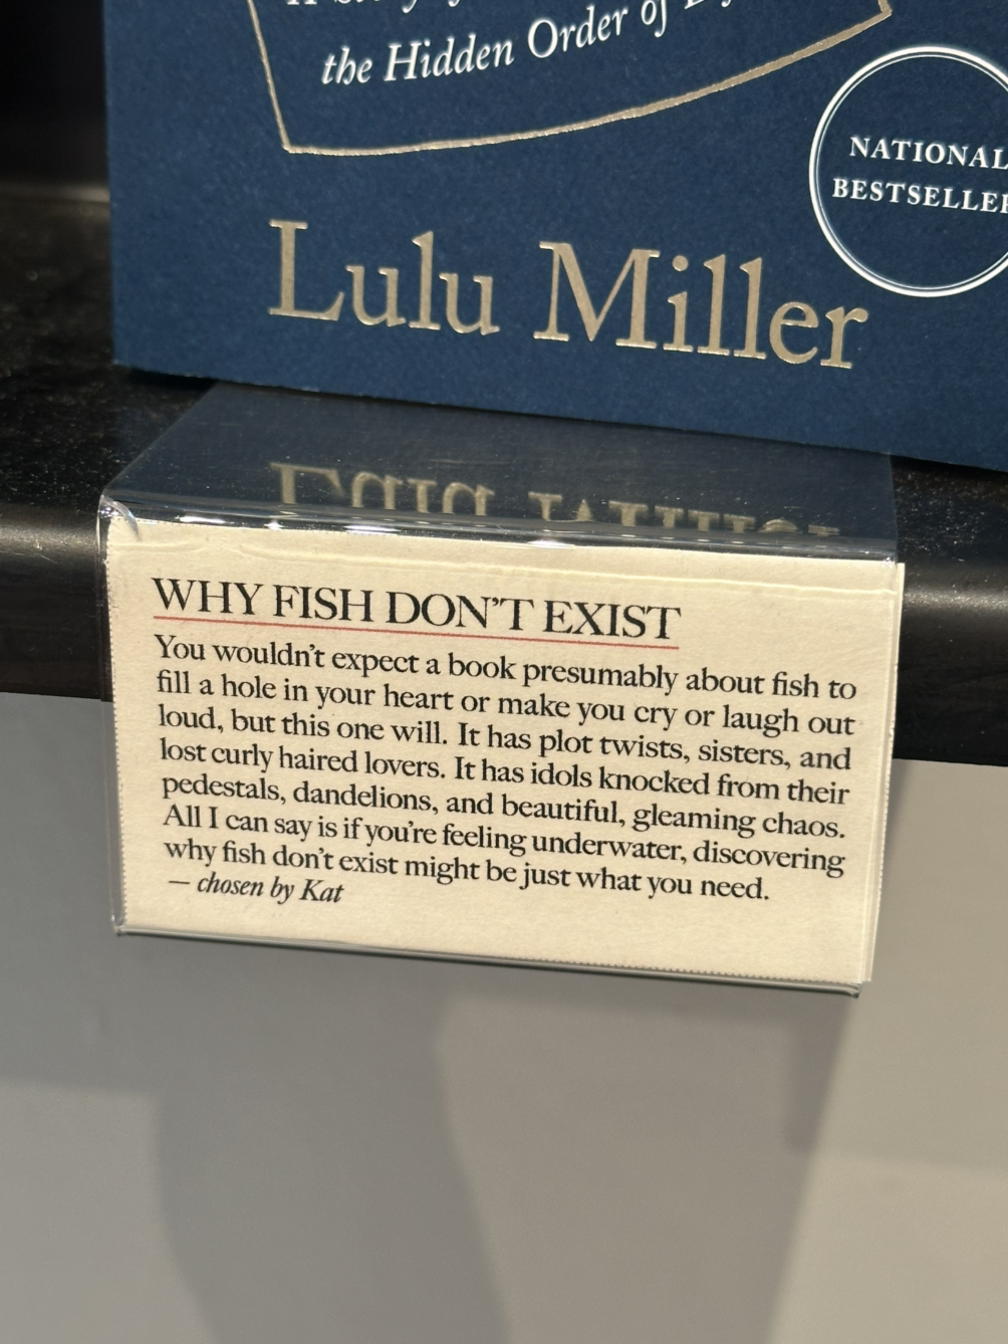 the Hidden Order of
NATIONAL
BESTSELLER
Lulu Miller
WHY FISH DON'T EXIST
You wouldn't expect a book presumably about fish to
fill a hole in your heart or make you cry or laugh out
loud, but this one will. It has plot twists, sisters, and
lost curly haired lovers. It has idols knocked from their
pedestals, dandelions, and beautiful, gleaming chaos.
All I can say is if you're feeling underwater, discovering
why fish don't exist might be just what you need.
— chosen by Kat